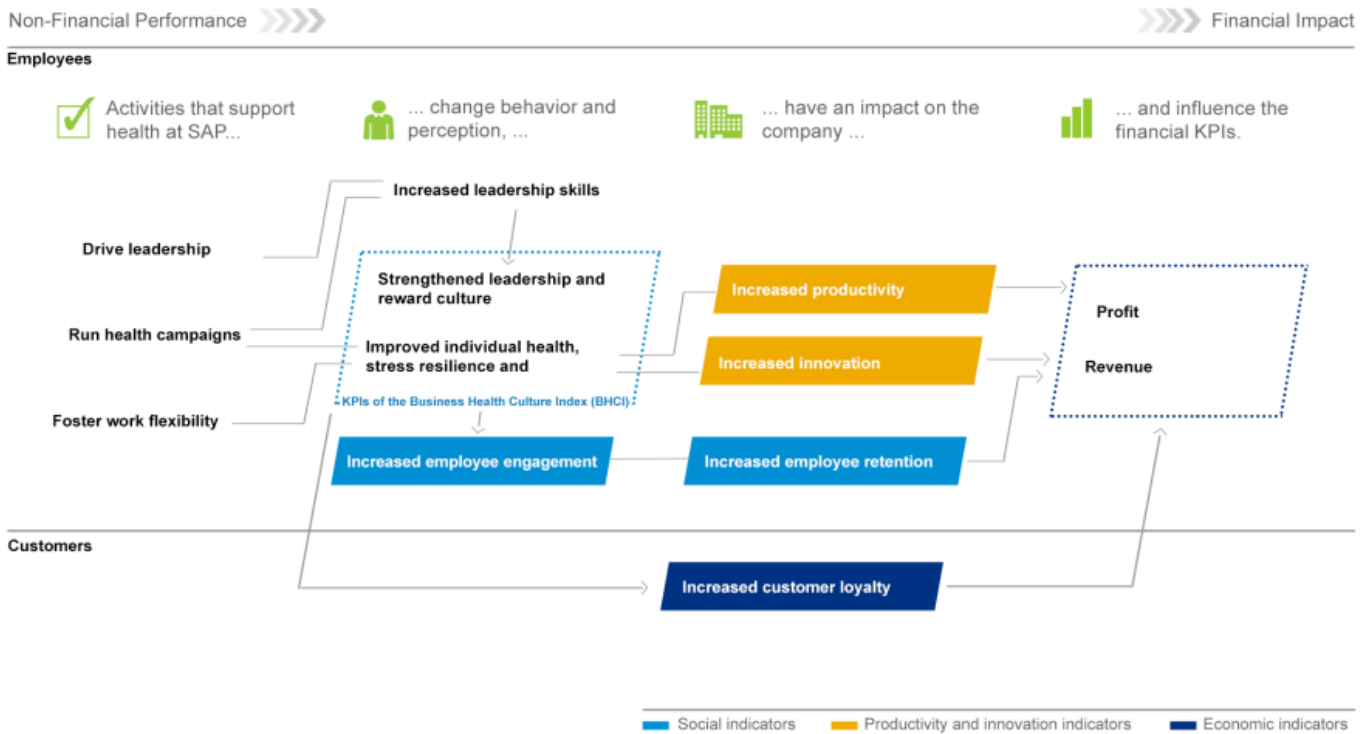 Non-Financial Performance
Financial Impact
Employees
Activities that support
health at SAP...
... change behavior and
perception, ...
... have an impact on the
company ...
... and influence the
financial KPIs.
Increased leadership skills
Drive leadership
Strengthened leadership and
reward culture
Increased productivity
Profit
Run health campaigns
Improved individual health,
stress resilience and
Increased innovation
Revenue
KPIs of the Business Health Culture Index (BHCI)
Foster work flexibility
Increased employee engagement
Increased employee retention
Customers
Increased customer loyalty
Social indicators
Productivity and innovation indicators
Economic indicators